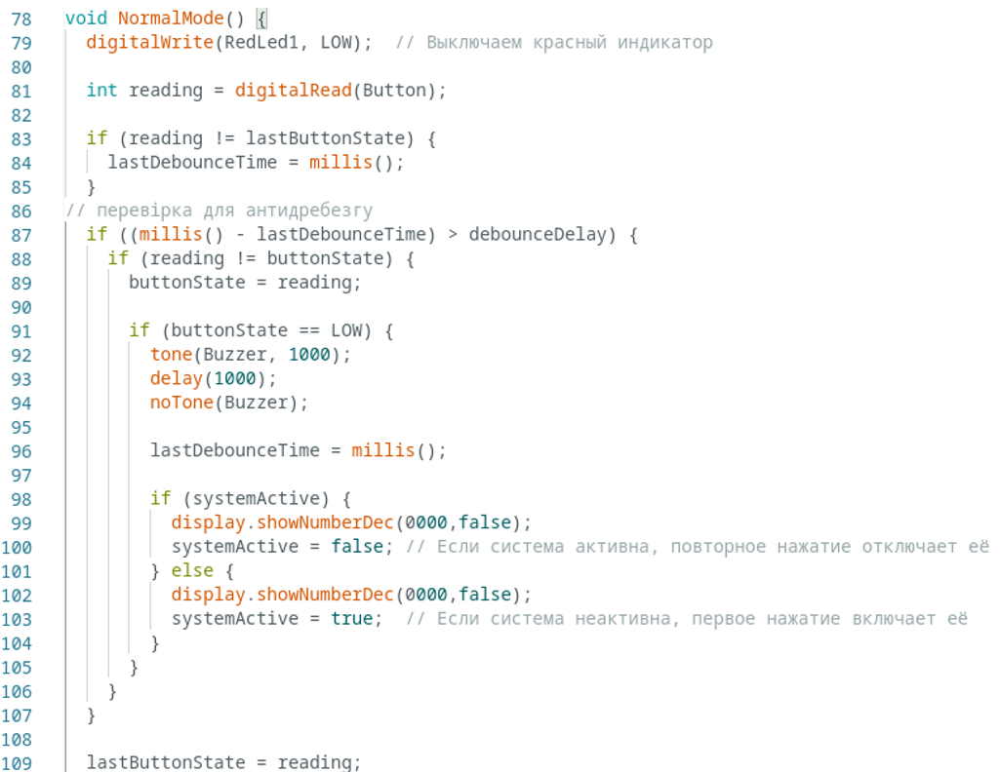 78 void NormalMode() {
79 digitalWrite(RedLed1, LOW); // Выключаем красный индикатор
80
81 int reading = digitalRead(Button);
82
83 if (reading != lastButtonState) {
84 lastDebounceTime = millis();
85 }
86 // перевірка для антидребезгу
87 if ((millis() - lastDebounceTime) > debounceDelay) {
88 if (reading != buttonState) {
89 buttonState = reading;
90
91 if (buttonState == LOW) {
92 tone(Buzzer, 1000);
93 delay(1000);
94 noTone(Buzzer);
95
96 lastDebounceTime = millis();
97
98 if (systemActive) {
99 display.showNumberDec(0000,false);
100 systemActive = false; // Если система активна, повторное нажатие отключает её
101 } else {
102 display.showNumberDec(0000,false);
103 systemActive = true; // Если система неактивна, первое нажатие включает её
104 }
105 }
106 }
107 }
108
109 lastButtonState = reading;